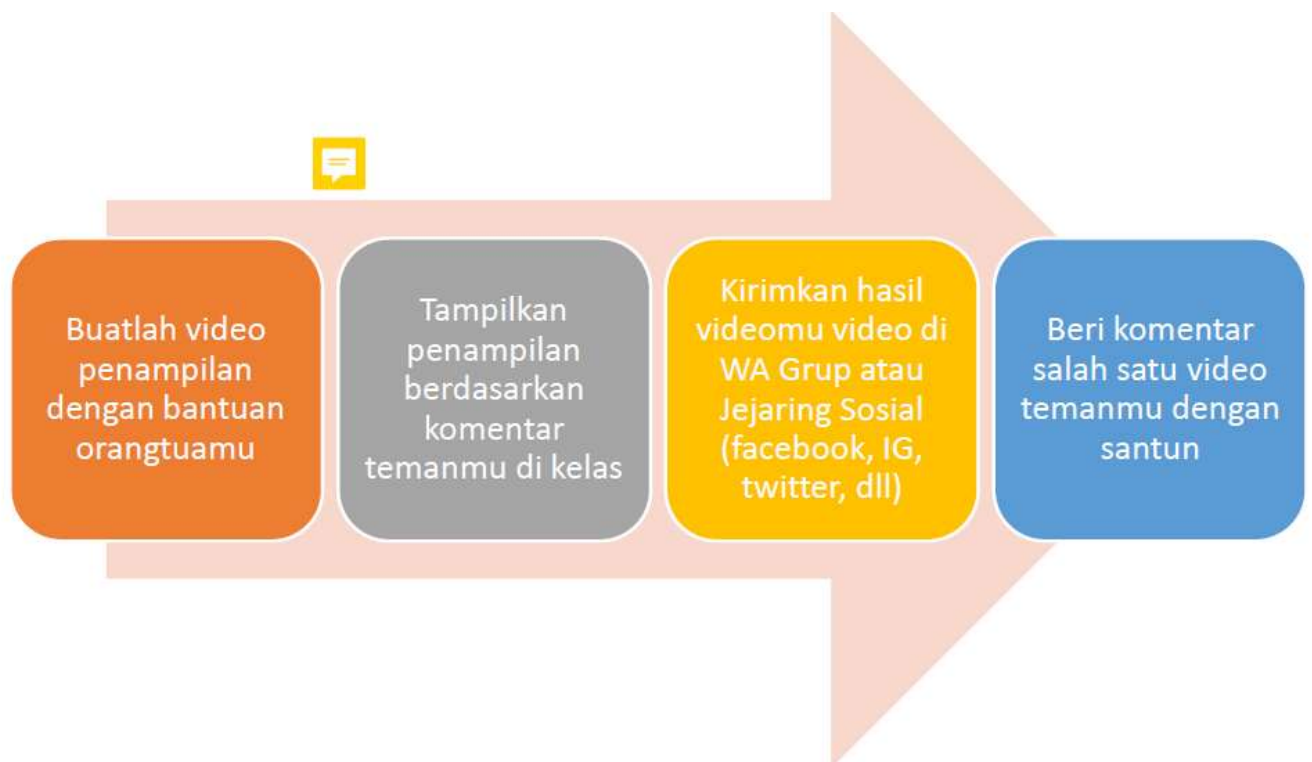 Buatlah video
penampilan
dengan bantuan
orangtuamu
Tampilkan
penampilan
berdasarkan
komentar
temanmu di kelas
Kirimkan hasil
videomu video di
WA Grup atau
Jejaring Sosial
(facebook, IG,
twitter, dll)
Beri komentar
salah satu video
temanmu dengan
santun